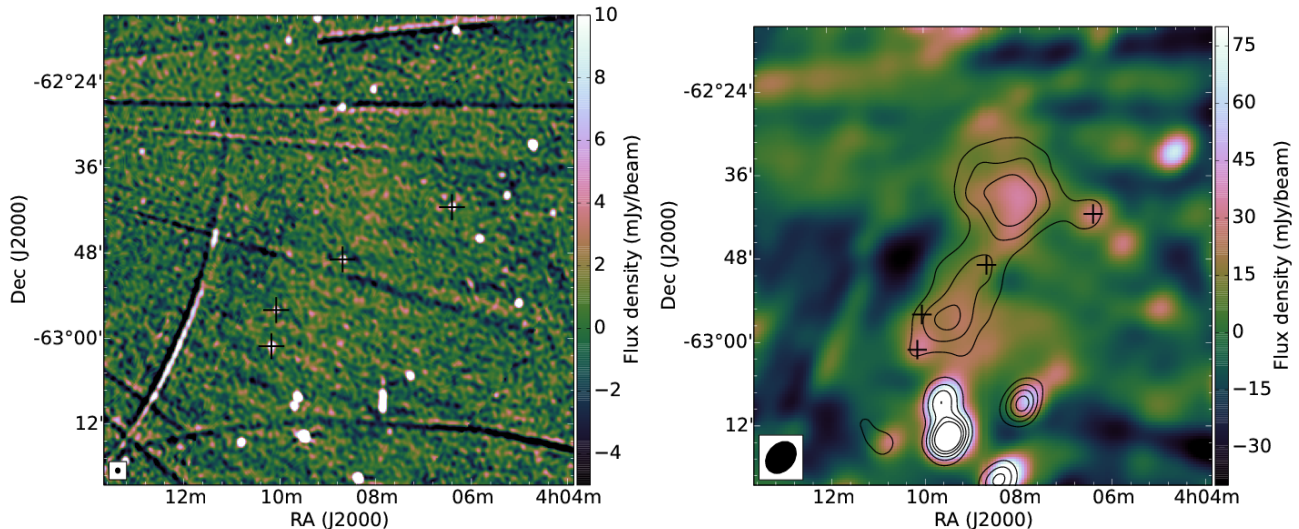 10
8
6
4
2
0
−2
−4
Flux density (mJy/beam)
-62°24'
36'
48'
-63°00'
12'
Dec (J2000)
12m
10m
08m
06m
4h04m
RA (J2000)
75
60
45
30
15
0
−15
−30
Flux density (mJy/beam)
-62°24'
36'
48'
-63°00'
12'
Dec (J2000)
12m
10m
08m
06m
4h04m
RA (J2000)